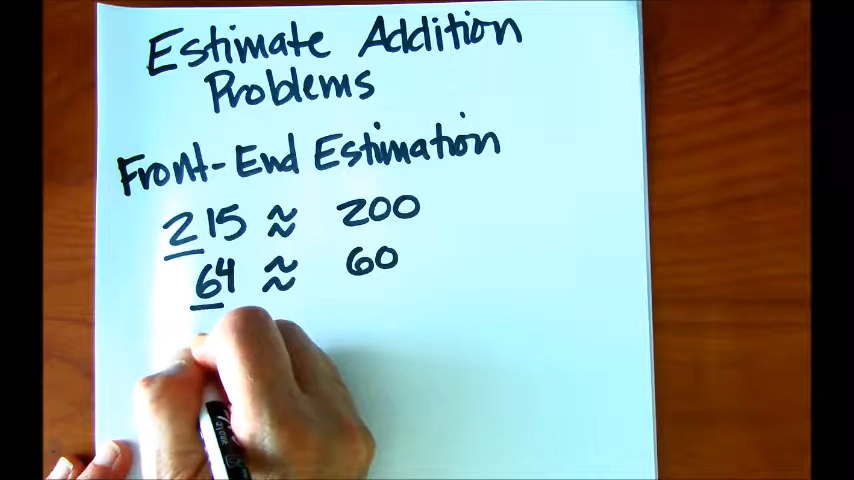 Estimate Addition
Problems
Front-End Estimation
215 ≈ 200
64 ≈ 60